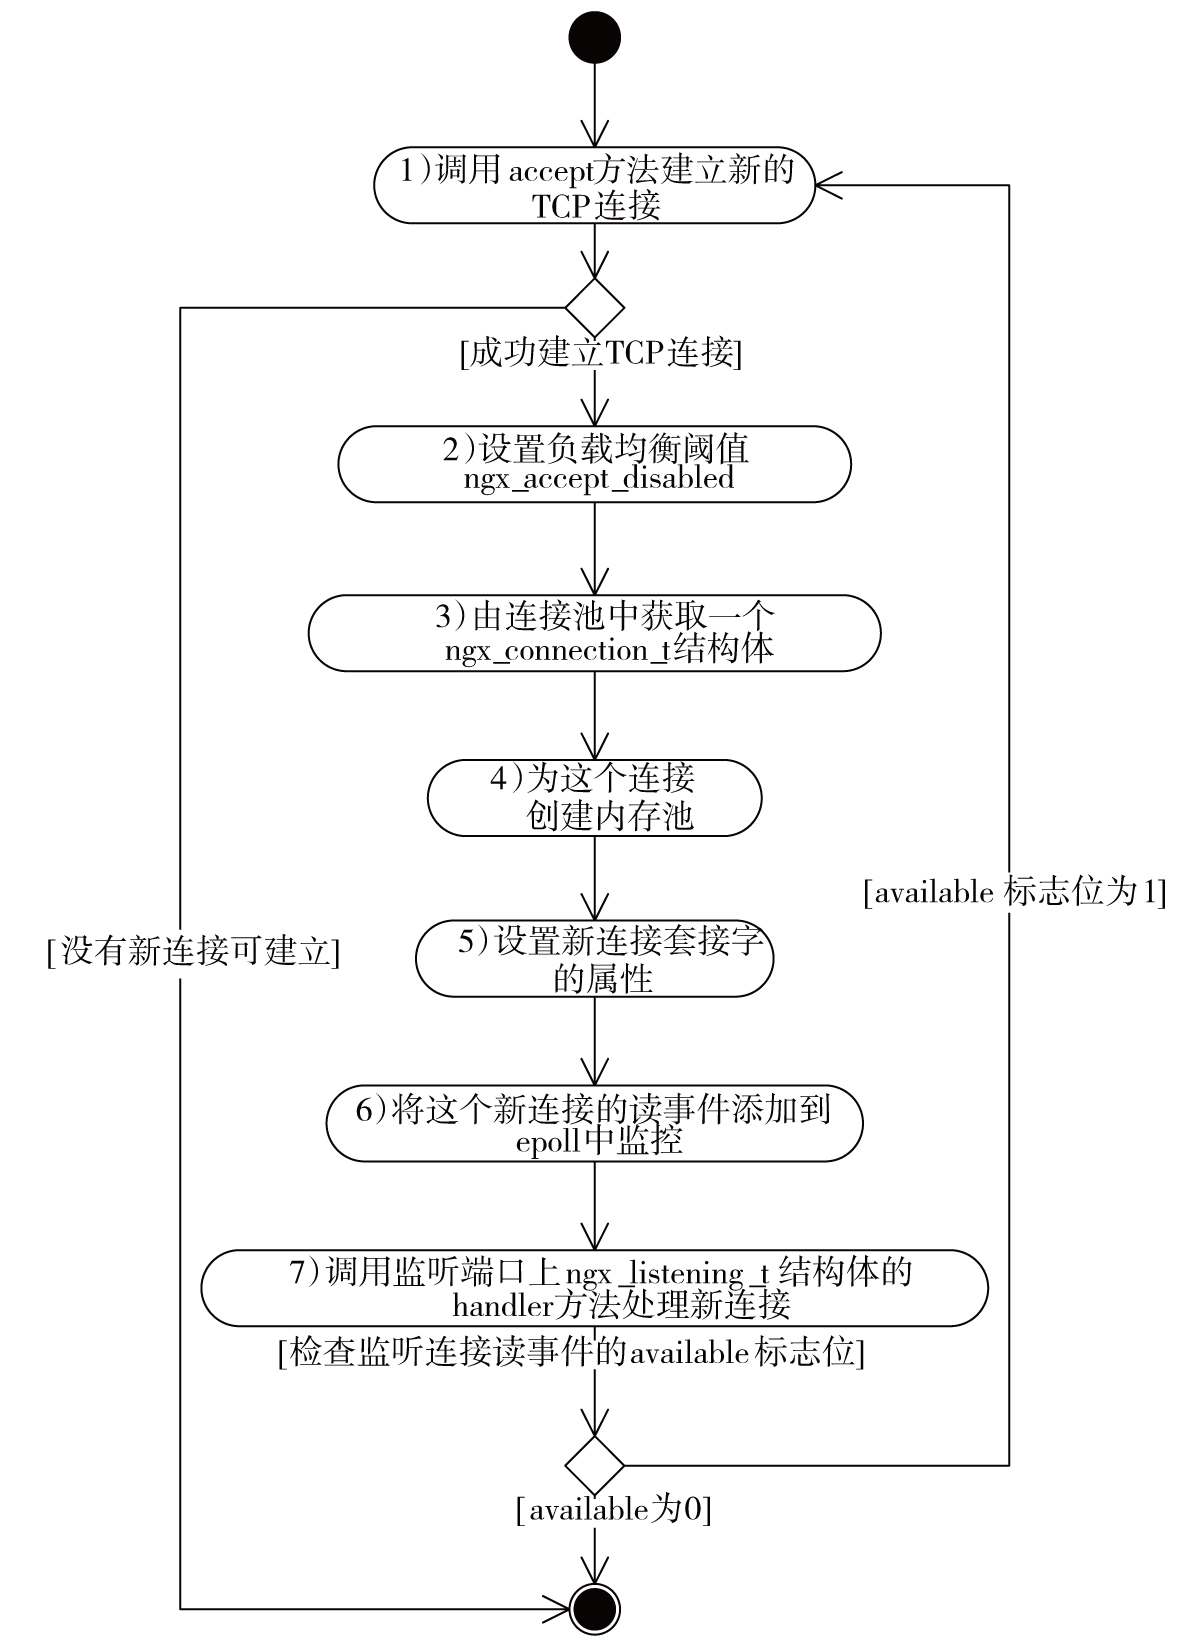 1)调用 accept方法建立新的
TCP连接
[成功建立TCP连接]
2)设置负载均衡阈值
ngx_accept_disabled
3)由连接池中获取一个
ngx_connection_t结构体
4)为这个连接
创建内存池
[available 标志位为1]
[没有新连接可建立]
5)设置新连接套接字
的属性
6)将这个新连接的读事件添加到
epoll中监控
7)调用监听端口上ngx_listening_t 结构体的
handler方法处理新连接
[检查监听连接读事件的available标志位]
[available为0]